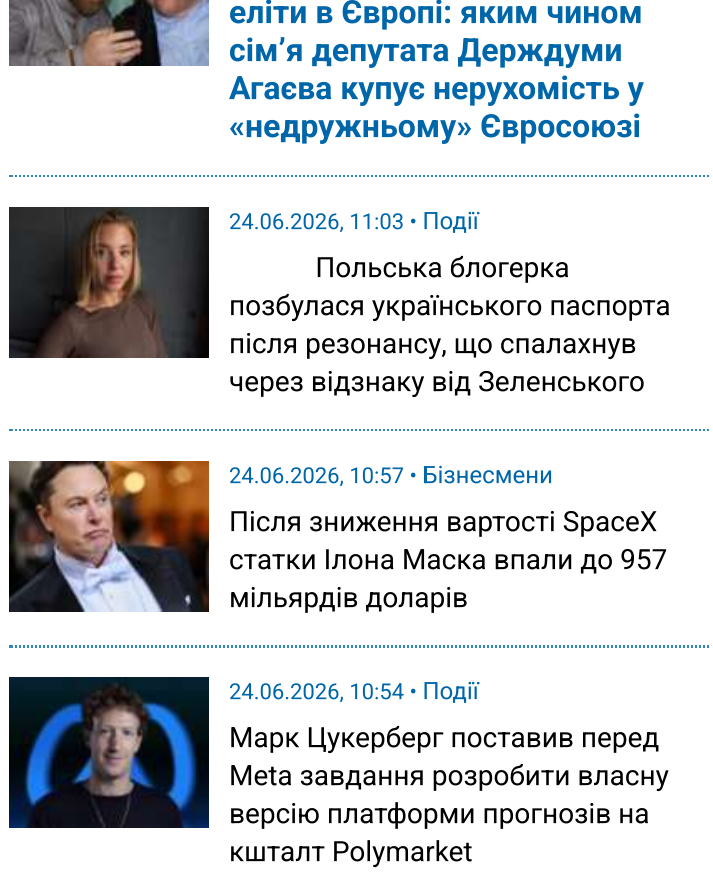 еліти в Європі: яким чином
сім’я депутата Держдуми
Агаєва купує нерухомість у
«недружньому» Євросоюзі
24.06.2026, 11:03 • Події
Польська блогерка
позбулася українського паспорта
після резонансу, що спалахнув
через відзнаку від Зеленського
24.06.2026, 10:57 • Бізнесмени
Після зниження вартості SpaceX
статки Ілона Маска впали до 957
мільярдів доларів
24.06.2026, 10:54 • Події
Марк Цукерберг поставив перед
Meta завдання розробити власну
версію платформи прогнозів на
кшталт Polymarket